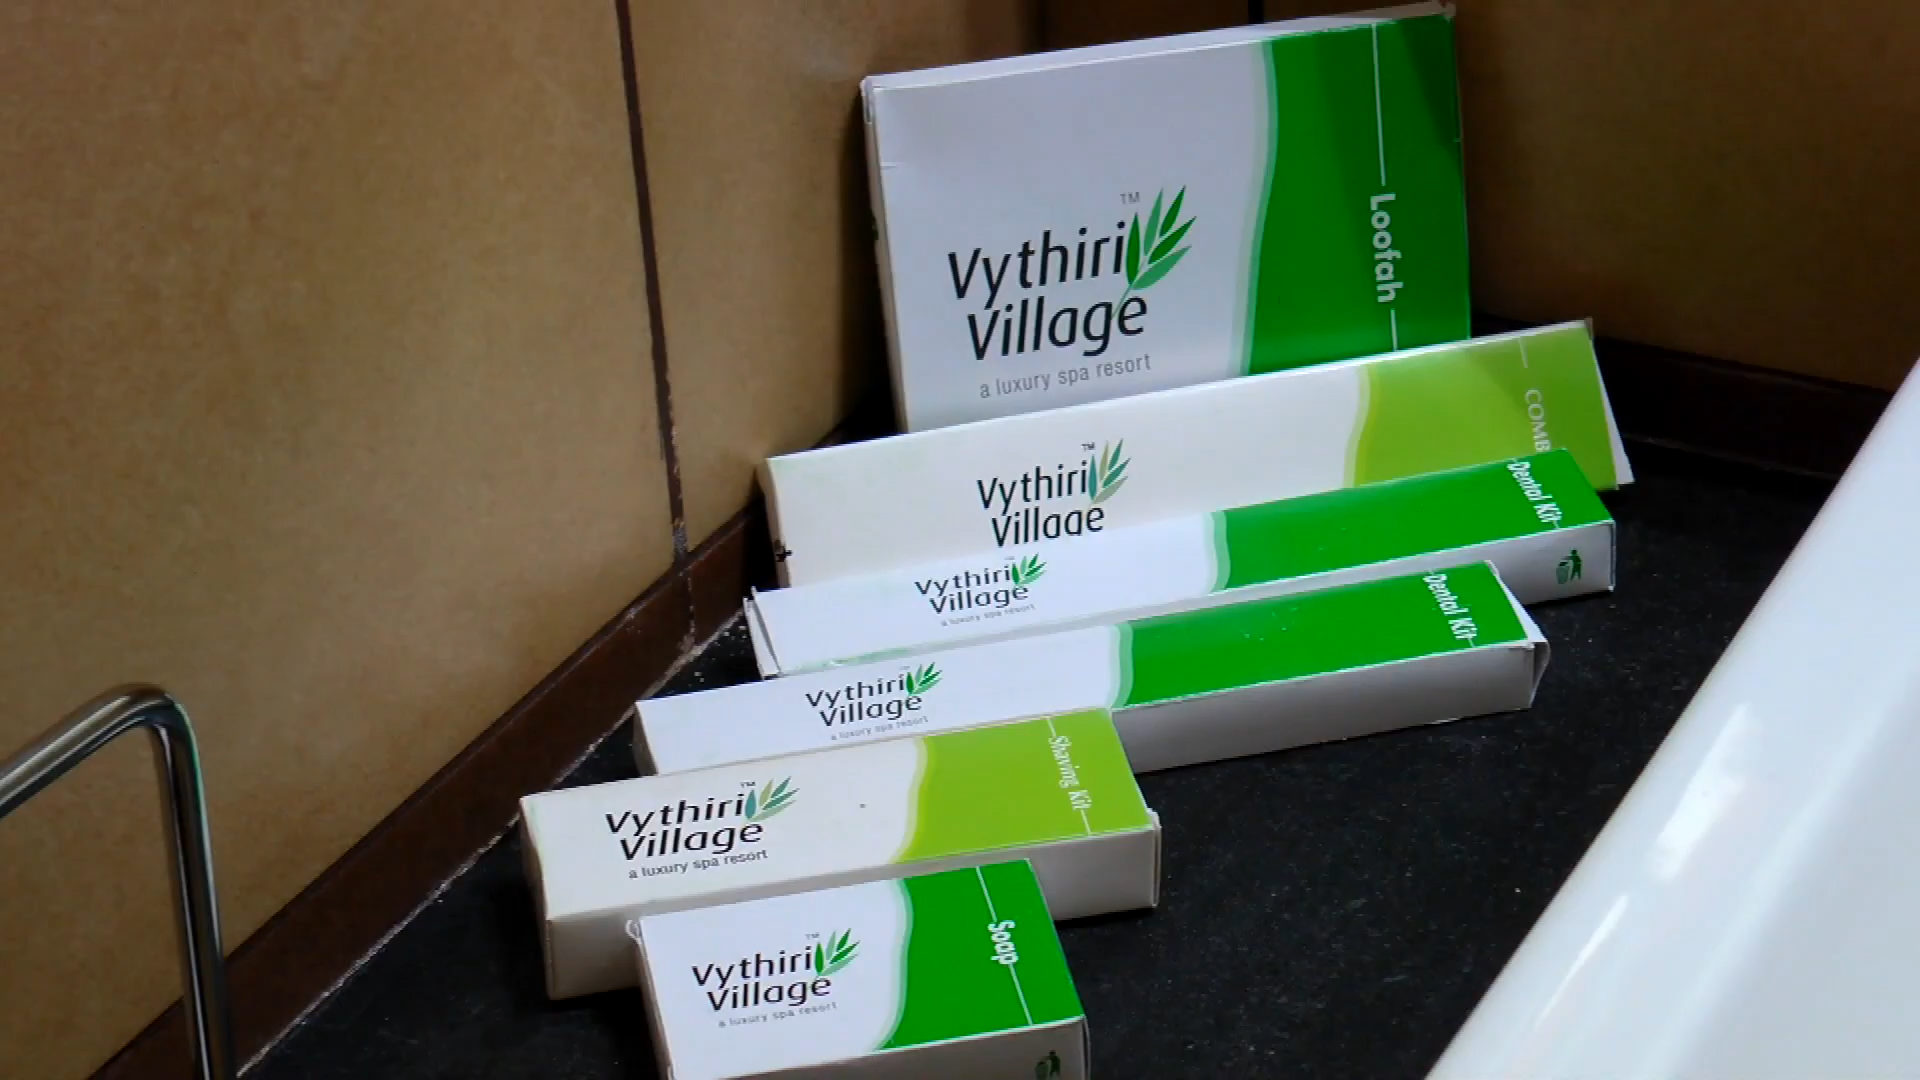 TM
Vythiri
Village
a luxury spa resort
Loofah
TM
Vythiri
Village
COMB
Vythiri
Village
a luxury spa resort
Dental Kit
Vythiri
Village
a luxury spa resort
Dental Kit
TM
Vythiri
Village
a luxury spa resort
Shaving Kit
TM
Vythiri
Village
a luxury spa resort
Soap